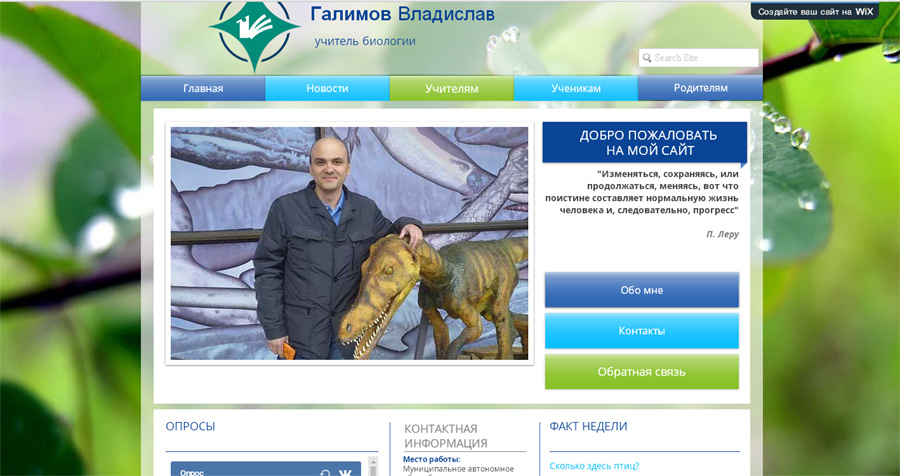 Создайте ваш сайт на WiX
Галимов Владислав
учитель биологии
Search Site
Главная
Новости
Учителям
Ученикам
Родителям
ДОБРО ПОЖАЛОВАТЬ
НА МОЙ САЙТ
"Изменяться, сохраняясь, или
продолжаться, меняясь, вот что
поистине составляет нормальную жизнь
человека и, следовательно, прогресс"
П. Леру
Обо мне
Контакты
Обратная связь
ОПРОСЫ
Опрос
КОНТАКТНАЯ
ИНФОРМАЦИЯ
Место работы:
Муниципальное автономное
ФАКТ НЕДЕЛИ
Сколько здесь птиц?